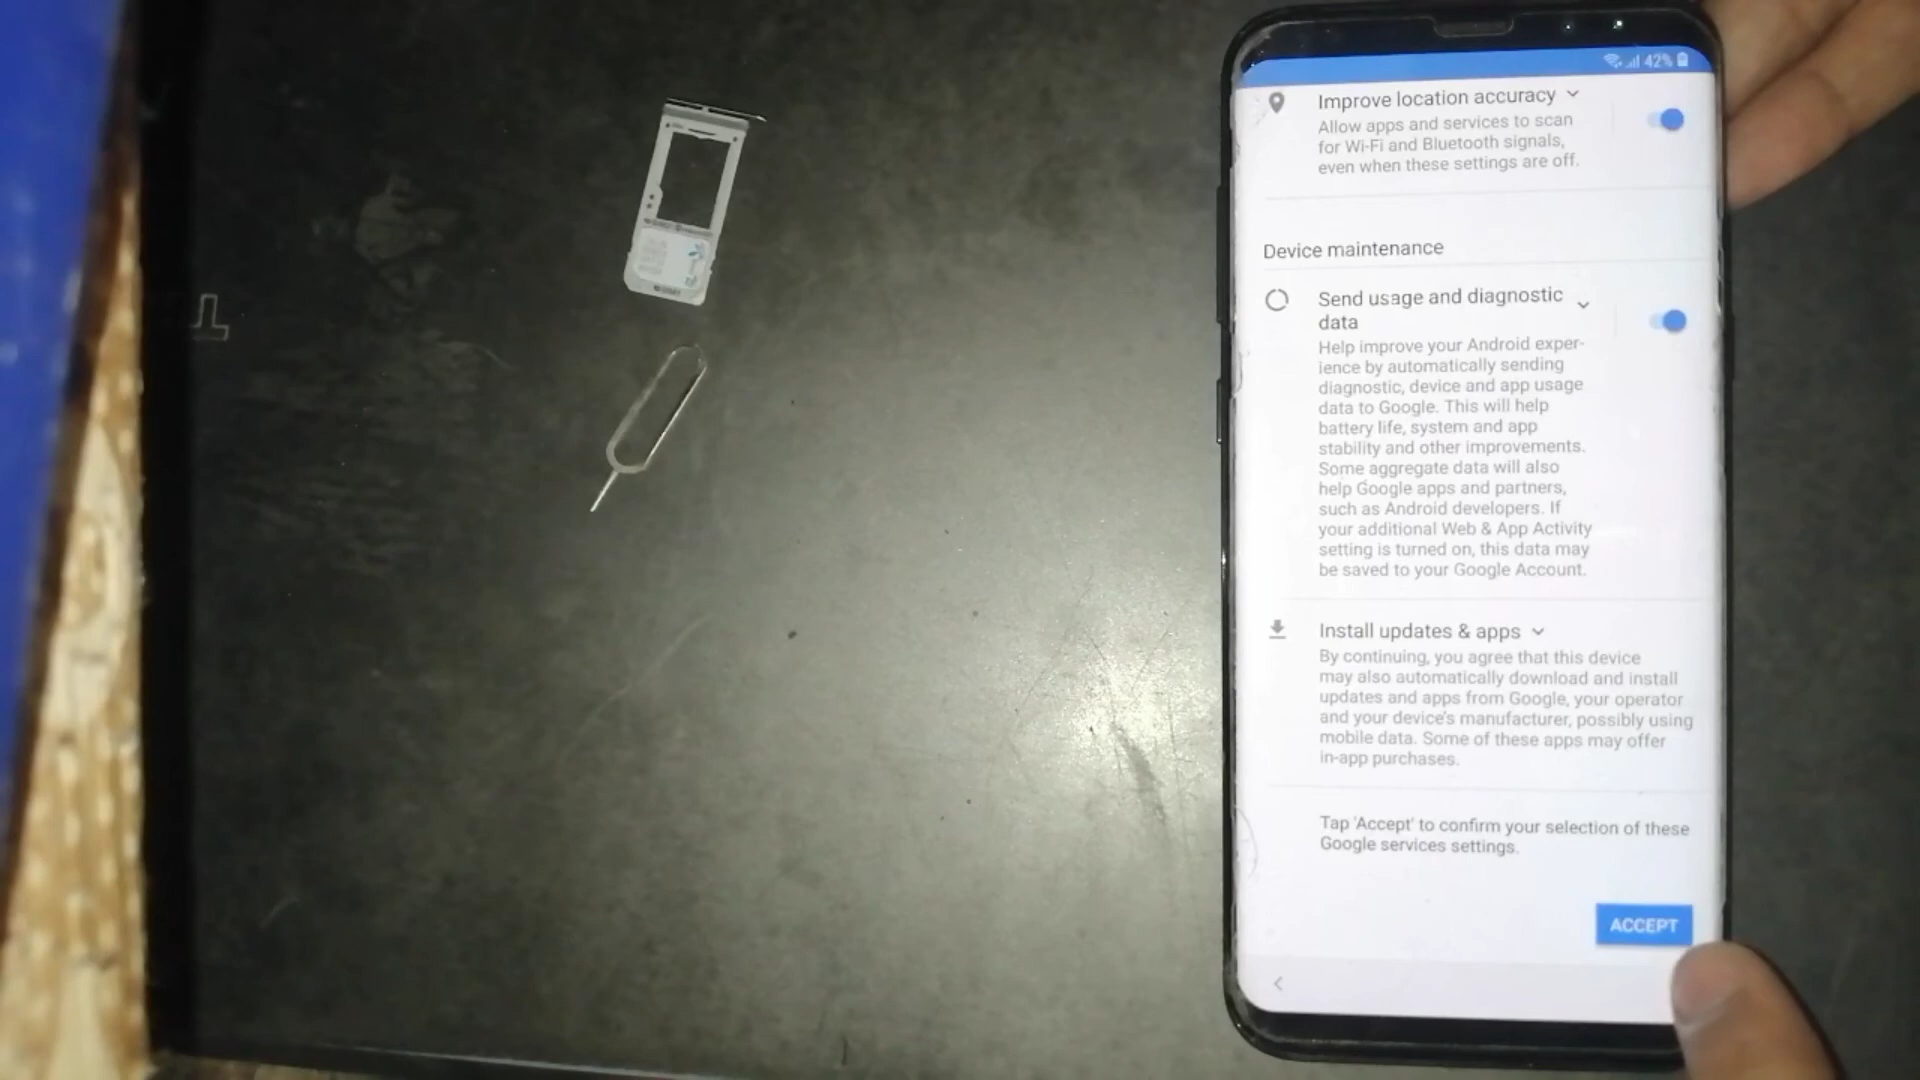 42%
Improve location accuracy
Allow apps and services to scan
for Wi-Fi and Bluetooth signals,
even when these settings are off.
Device maintenance
Send usage and diagnostic
data
Help improve your Android exper-
ience by automatically sending
diagnostic, device and app usage
data to Google. This will help
battery life, system and app
stability and other improvements.
Some aggregate data will also
help Google apps and partners,
such as Android developers. If
your additional Web & App Activity
setting is turned on, this data may
be saved to your Google Account.
Install updates & apps
By continuing, you agree that this device
may also automatically download and install
updates and apps from Google, your operator
and your device's manufacturer, possibly using
mobile data. Some of these apps may offer
in-app purchases.
Tap 'Accept' to confirm your selection of these
Google services settings.
ACCEPT